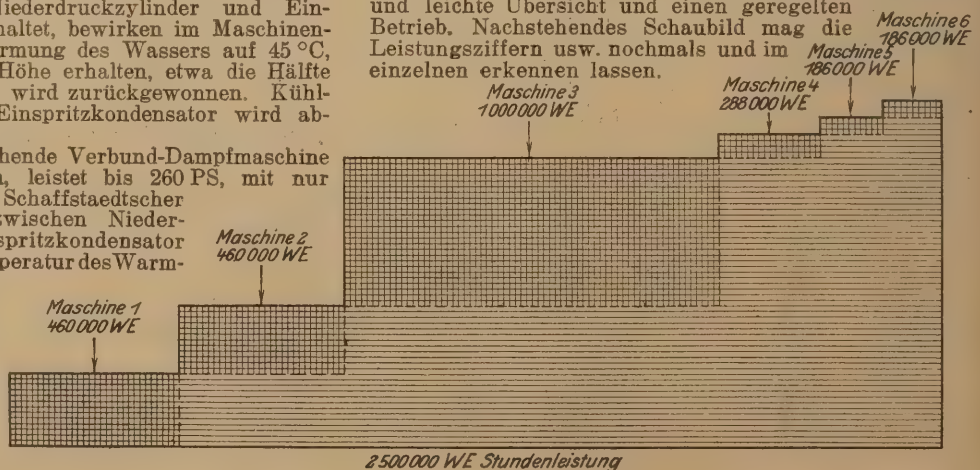 iederdruckzylinder und Ein-
haltet, bewirken im Maschinen-
rmung des Wassers auf 45 °C,
Höhe erhalten, etwa die Hälfte
wird zurückgewonnen. Kühl-
Einspritzkondensator wird ab-
hende Verbund-Dampfmaschine
leistet bis 260 PS, mit nur
Schaffstaedtscher
wischen Nieder-
spritzkondensator
peratur des Warm-
und leichte Übersicht und einen geregelten
Betrieb. Nachstehendes Schaubild mag die
Leistungsziffern usw. nochmals und im
einzelnen erkennen lassen.
Maschine 1
460000 WE
Maschine 2
460000 WE
Maschine 3
1000000 WE
Maschine 4
288000 WE
Maschine 5
186000 WE
Maschine 6
186000 WE
2500000 WE Stundenleistung